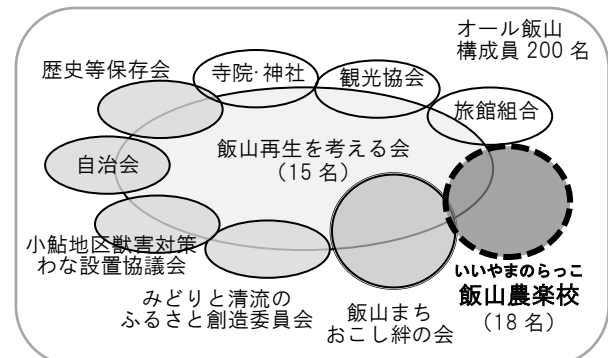 オール飯山
構成員 200 名
歴史等保存会
寺院･神社
観光協会
旅館組合
自治会
飯山再生を考える会
（15 名）
小鮎地区獣害対策
わな設置協議会
みどりと清流の
ふるさと創造委員会
飯山まち
おこし絆の会
いいやまのらっこ
飯山農楽校
（18 名）